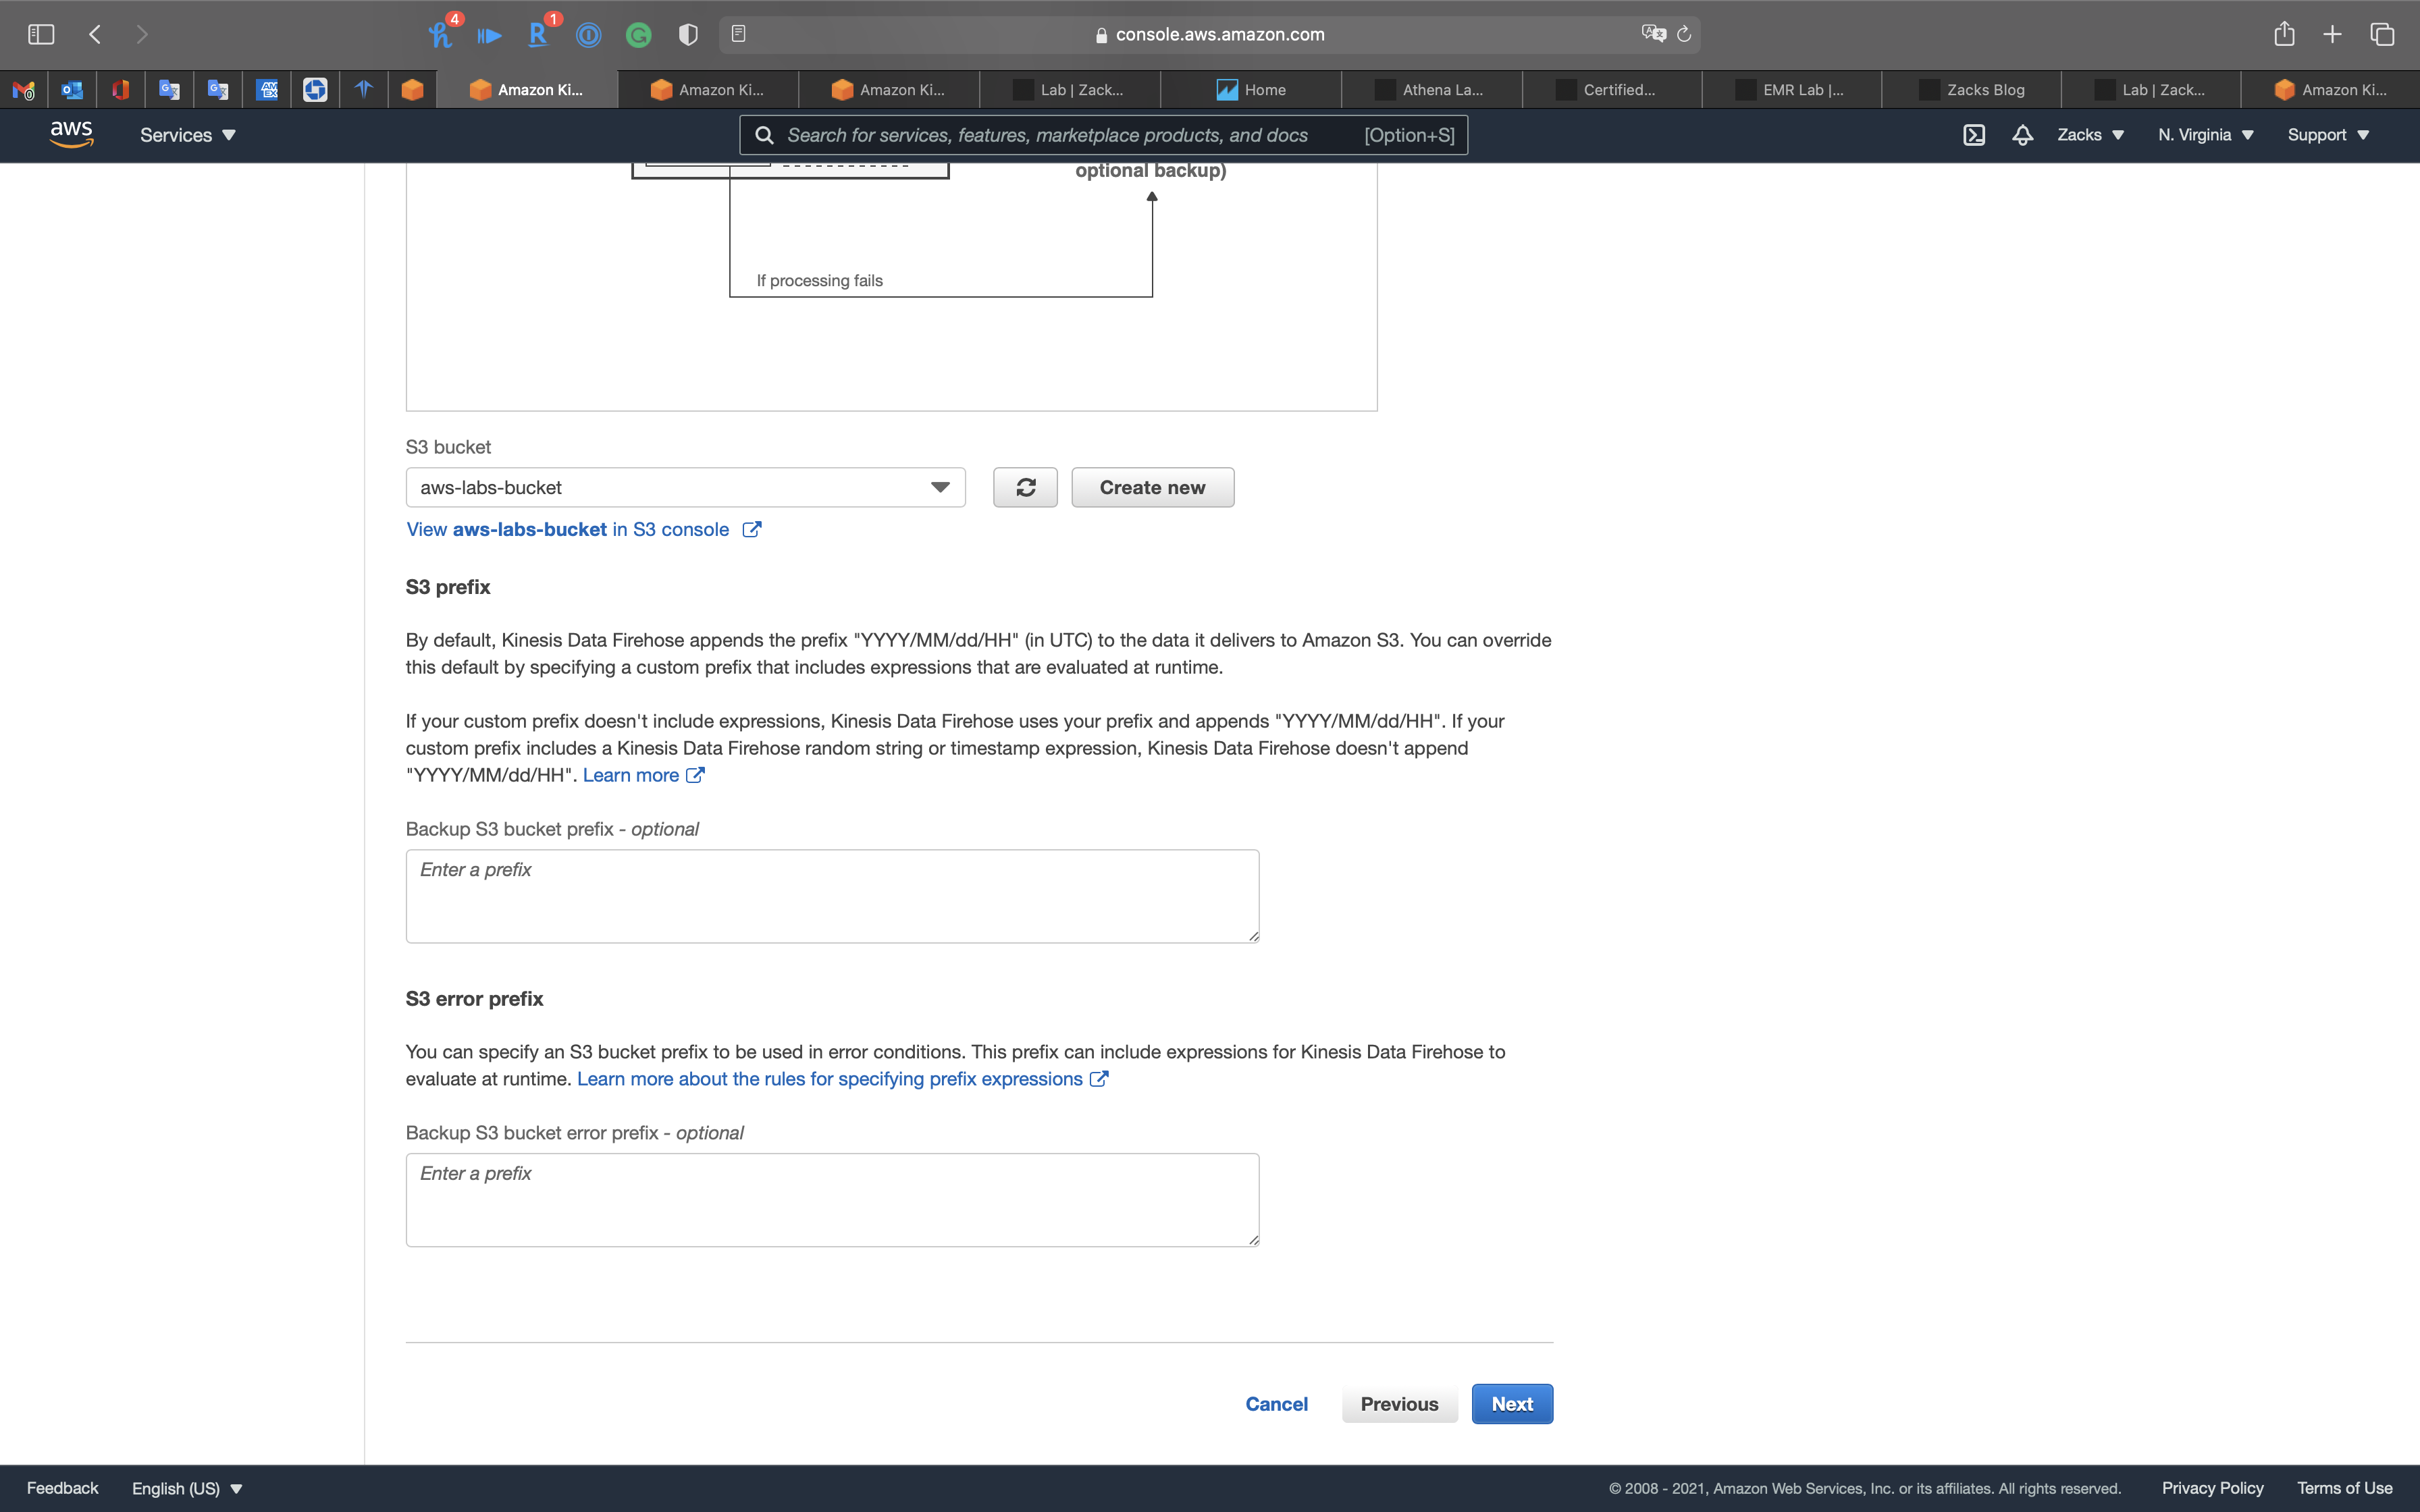 4
1
R
console.aws.amazon.com
Amazon Ki...
Amazon Ki...
Amazon Ki...
Lab | Zack...
Home
Athena La...
Certified...
EMR Lab |...
Zacks Blog
Lab | Zack...
Amazon Ki...
aws
Services
Search for services, features, marketplace products, and docs
[Option+S]
Zacks
N. Virginia
Support
optional backup)
If processing fails
S3 bucket
aws-labs-bucket
Create new
View aws-labs-bucket in S3 console
S3 prefix
By default, Kinesis Data Firehose appends the prefix "YYYY/MM/dd/HH" (in UTC) to the data it delivers to Amazon S3. You can override
this default by specifying a custom prefix that includes expressions that are evaluated at runtime.
If your custom prefix doesn't include expressions, Kinesis Data Firehose uses your prefix and appends "YYYY/MM/dd/HH". If your
custom prefix includes a Kinesis Data Firehose random string or timestamp expression, Kinesis Data Firehose doesn't append
"YYYY/MM/dd/HH". Learn more
Backup S3 bucket prefix - optional
Enter a prefix
S3 error prefix
You can specify an S3 bucket prefix to be used in error conditions. This prefix can include expressions for Kinesis Data Firehose to
evaluate at runtime. Learn more about the rules for specifying prefix expressions
Backup S3 bucket error prefix - optional
Enter a prefix
Cancel
Previous
Next
Feedback
English (US)
© 2008 - 2021, Amazon Web Services, Inc. or its affiliates. All rights reserved.
Privacy Policy
Terms of Use